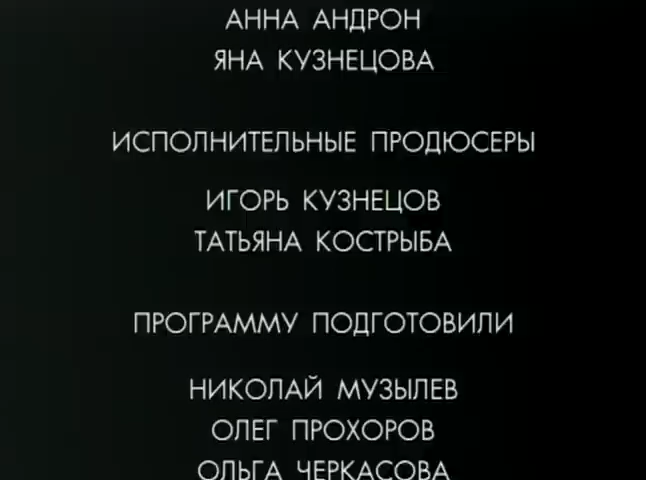 АННА АНДРОН
ЯНА КУЗНЕЦОВА
ИСПОЛНИТЕЛЬНЫЕ ПРОДЮСЕРЫ
ИГОРЬ КУЗНЕЦОВ
ТАТЬЯНА КОСТРЫБА
ПРОГРАММУ ПОДГОТОВИЛИ
НИКОЛАЙ МУЗЫЛЕВ
ОЛЕГ ПРОХОРОВ
ОЛЬГА ЧЕРКАСОВА